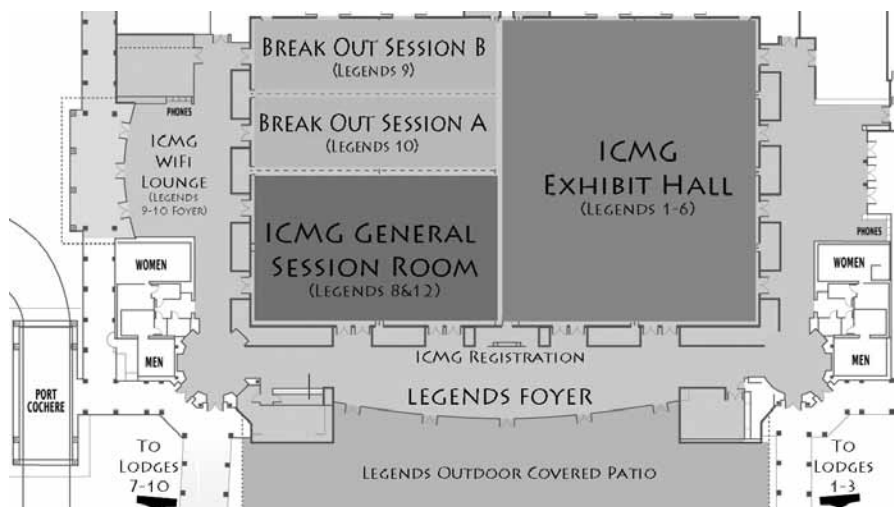 BREAK OUT SESSION B
(LEGENDS 9)
BREAK OUT SESSION A
(LEGENDS 10)
ICMG GENERAL
SESSION ROOM
(LEGENDS 8&12)
ICMG
EXHIBIT HALL
(LEGENDS 1-6)
PHONES
ICMG
WIFI
LOUNGE
(LEGENDS
9-10 FOYER)
WOMEN
MEN
PORT
COCHERE
PHONES
WOMEN
MEN
ICMG REGISTRATION
LEGENDS FOYER
LEGENDS OUTDOOR COVERED PATIO
TO
LODGES
7-10
TO
LODGES
1-3